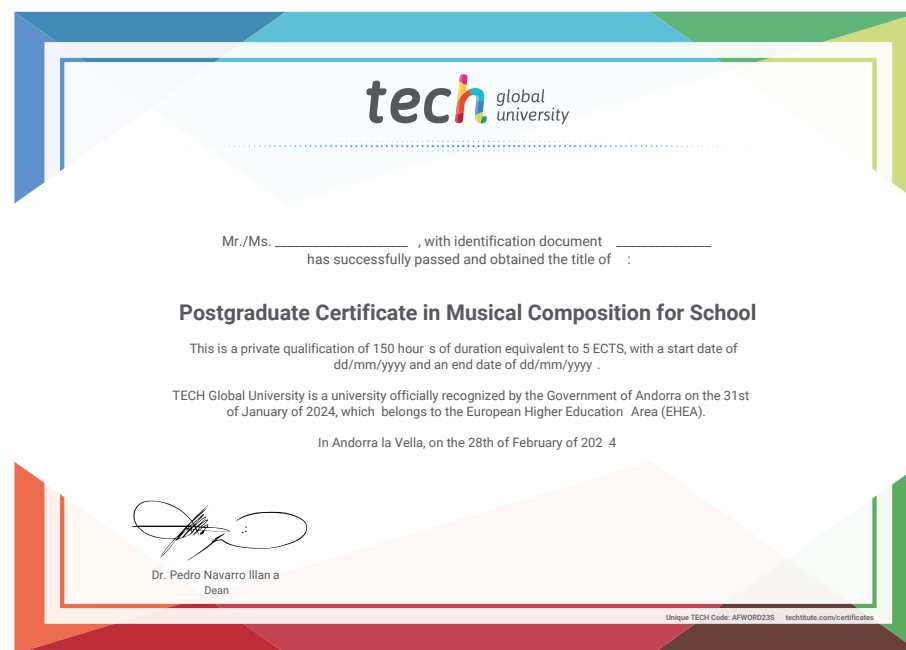 tech global
university
Mr./Ms. _____________________ , with identification document _______________
has successfully passed and obtained the title of :
Postgraduate Certificate in Musical Composition for School
This is a private qualification of 150 hour s of duration equivalent to 5 ECTS, with a start date of
dd/mm/yyyy and an end date of dd/mm/yyyy .
TECH Global University is a university officially recognized by the Government of Andorra on the 31st
of January of 2024, which belongs to the European Higher Education Area (EHEA).
In Andorra la Vella, on the 28th of February of 202 4
Dr. Pedro Navarro Illan a
Dean
Unique TECH Code: AFWORD23S techtitute.com/certificates